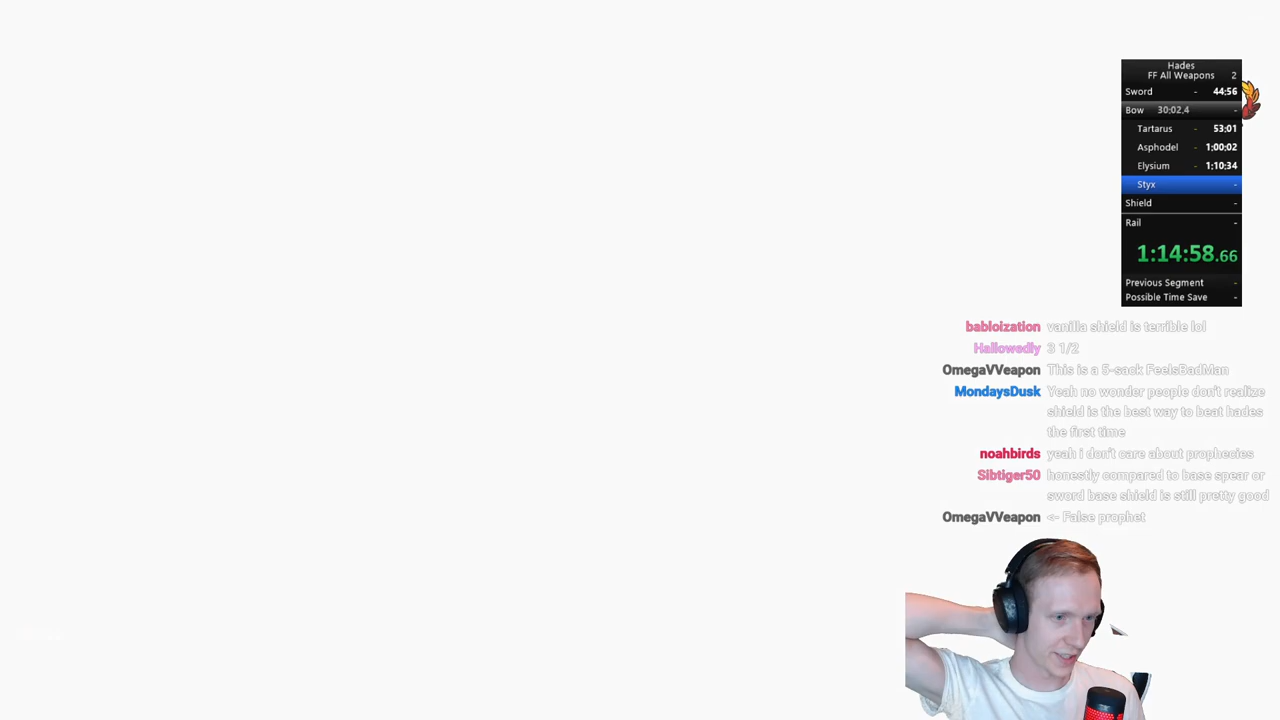 Hades
FF All Weapons 2
Sword - 44:56
Bow 30:02.4 -
Tartarus - 53:01
Asphodel - 1:00:02
Elysium - 1:10:34
Styx -
Shield -
Rail -
1:14:58.66
Previous Segment -
Possible Time Save -
babloization vanilla shield is terrible lol
Hallowedly 3 1/2
OmegaVVeapon This is a 5-sack FeelsBadMan
MondaysDusk Yeah no wonder people don't realize
shield is the best way to beat hades
the first time
noahbirds yeah i don't care about prophecies
Sibtiger50 honestly compared to base spear or
sword base shield is still pretty good
OmegaVVeapon <- False prophet